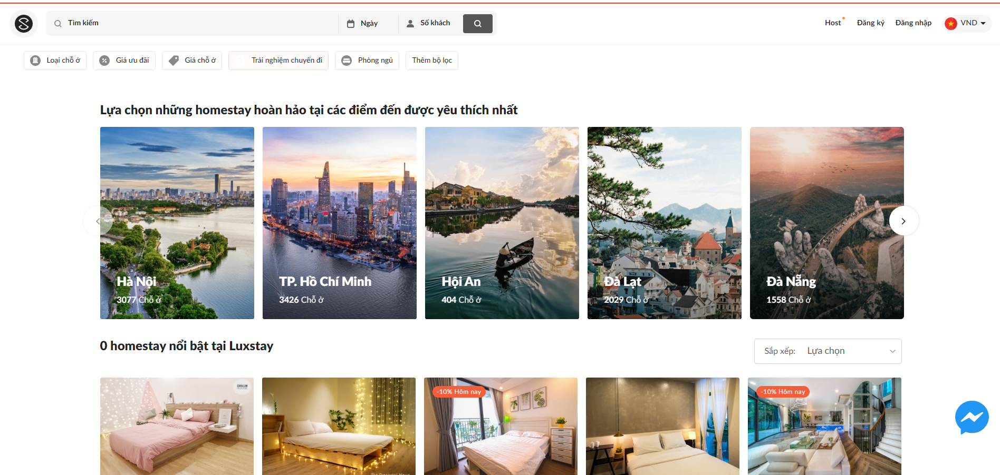 Tìm kiếm
Ngày
Số khách
Host
Đăng ký
Đăng nhập
VND
Loại chỗ ở
Giá ưu đãi
Giá chỗ ở
Trải nghiệm chuyến đi
Phòng ngủ
Thêm bộ lọc
Lựa chọn những homestay hoàn hảo tại các điểm đến được yêu thích nhất
Hà Nội
3077 Chỗ ở
TP. Hồ Chí Minh
3426 Chỗ ở
Hội An
404 Chỗ ở
Đà Lạt
2029 Chỗ ở
Đà Nẵng
1558 Chỗ ở
0 homestay nổi bật tại Luxstay
Sắp xếp: Lựa chọn
CHILLIN
HOUSE
-10% Hôm nay
-10% Hôm nay